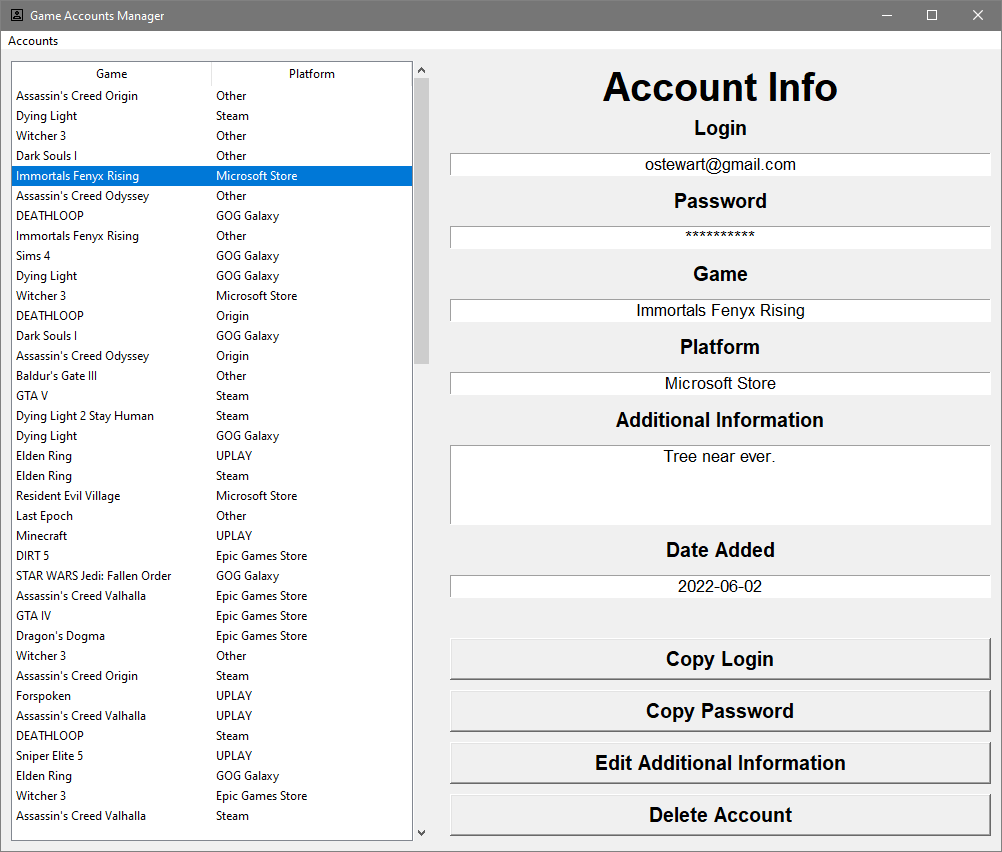 Game Accounts Manager
Accounts
Game Platform
Assassin's Creed Origin Other
Dying Light Steam
Witcher 3 Other
Dark Souls I Other
Immortals Fenyx Rising Microsoft Store
Assassin's Creed Odyssey Other
DEATHLOOP GOG Galaxy
Immortals Fenyx Rising Other
Sims 4 GOG Galaxy
Dying Light GOG Galaxy
Witcher 3 Microsoft Store
DEATHLOOP Origin
Dark Souls I GOG Galaxy
Assassin's Creed Odyssey Origin
Baldur's Gate III Other
GTA V Steam
Dying Light 2 Stay Human Steam
Dying Light GOG Galaxy
Elden Ring UPLAY
Elden Ring Steam
Resident Evil Village Microsoft Store
Last Epoch Other
Minecraft UPLAY
DIRT 5 Epic Games Store
STAR WARS Jedi: Fallen Order GOG Galaxy
Assassin's Creed Valhalla Epic Games Store
GTA IV Epic Games Store
Dragon's Dogma Epic Games Store
Witcher 3 Other
Assassin's Creed Origin Steam
Forspoken UPLAY
Assassin's Creed Valhalla UPLAY
DEATHLOOP Steam
Sniper Elite 5 UPLAY
Elden Ring GOG Galaxy
Witcher 3 Epic Games Store
Assassin's Creed Valhalla Steam
Account Info
Login
ostewart@gmail.com
Password
**********
Game
Immortals Fenyx Rising
Platform
Microsoft Store
Additional Information
Tree near ever.
Date Added
2022-06-02
Copy Login
Copy Password
Edit Additional Information
Delete Account